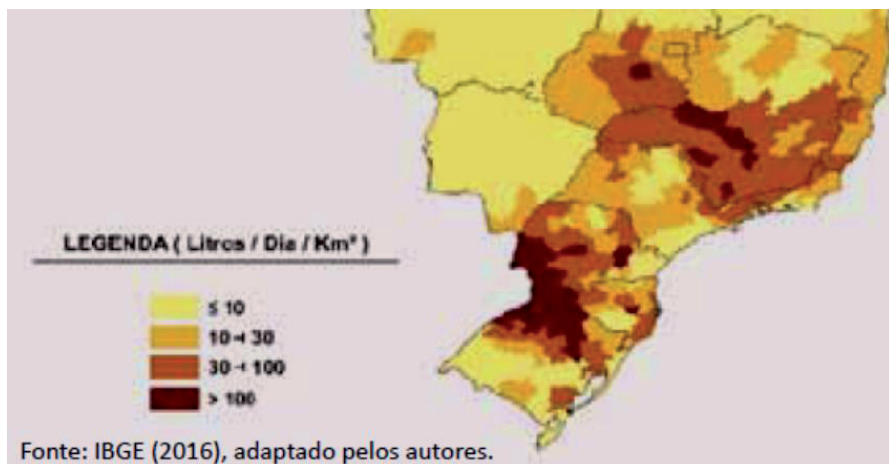 LEGENDA ( Litros / Dia / Km² )
≤ 10
10 ⊣ 30
30 ⊣ 100
> 100
Fonte: IBGE (2016), adaptado pelos autores.